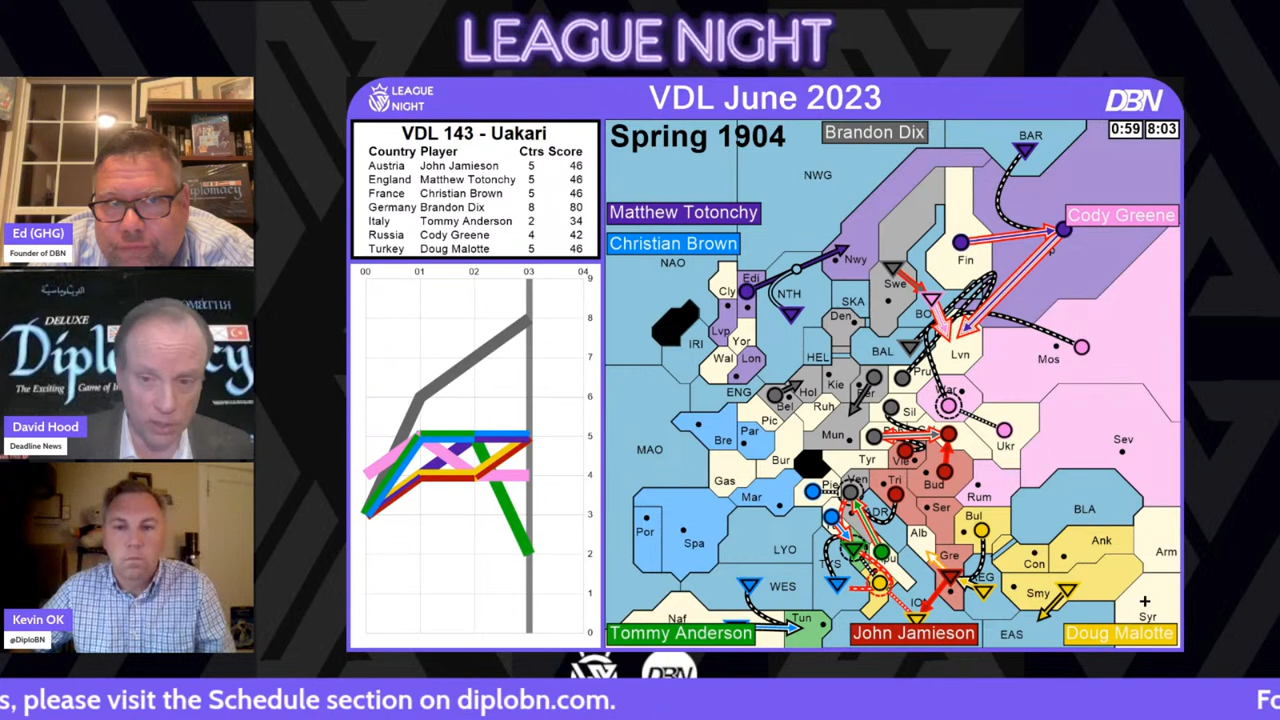 LEAGUE NIGHT
LEAGUE
NIGHT
VDL June 2023
DBN
VDL 143 - Uakari
Country Player Ctrs Score
Austria John Jamieson 5 46
England Matthew Totonchy 5 46
France Christian Brown 5 46
Germany Brandon Dix 8 80
Italy Tommy Anderson 2 34
Russia Cody Greene 4 42
Turkey Doug Malotte 5 46
00 01 02 03 04
9
8
7
6
5
4
3
2
1
0
Spring 1904
Brandon Dix
0:59 8:03
BAR
NWG
Matthew Totonchy
Cody Greene
Christian Brown
NAO
Nwy
Fin
Edi
Cly
NTH
Swe
SKA
BO
Den
Lvp
Yor
IRI
HEL
BAL
Lvn
Mos
Wal
Lon
Kie
Pru
ENG
Hol
Bel
Ruh
Sil
Ukr
Pic
Bre
Par
Mun
MAO
Bur
Tyr
Vie
Sev
Gas
Pie
Ven
Tri
Bud
Rum
Mar
ADR
Ser
Bul
BLA
Por
Spa
Alb
Ank
LYO
Gre
Con
Arm
TYS
WES
Smy
IO
Naf
Tun
Syr
EAS
Tommy Anderson
John Jamieson
Doug Malotte
Ed (GHG)
Founder of DBN
DELUXE
Diplomacy
David Hood
Deadline News
Kevin OK
@DiploBN
DBN
s, please visit the Schedule section on diplobn.com.
Fo